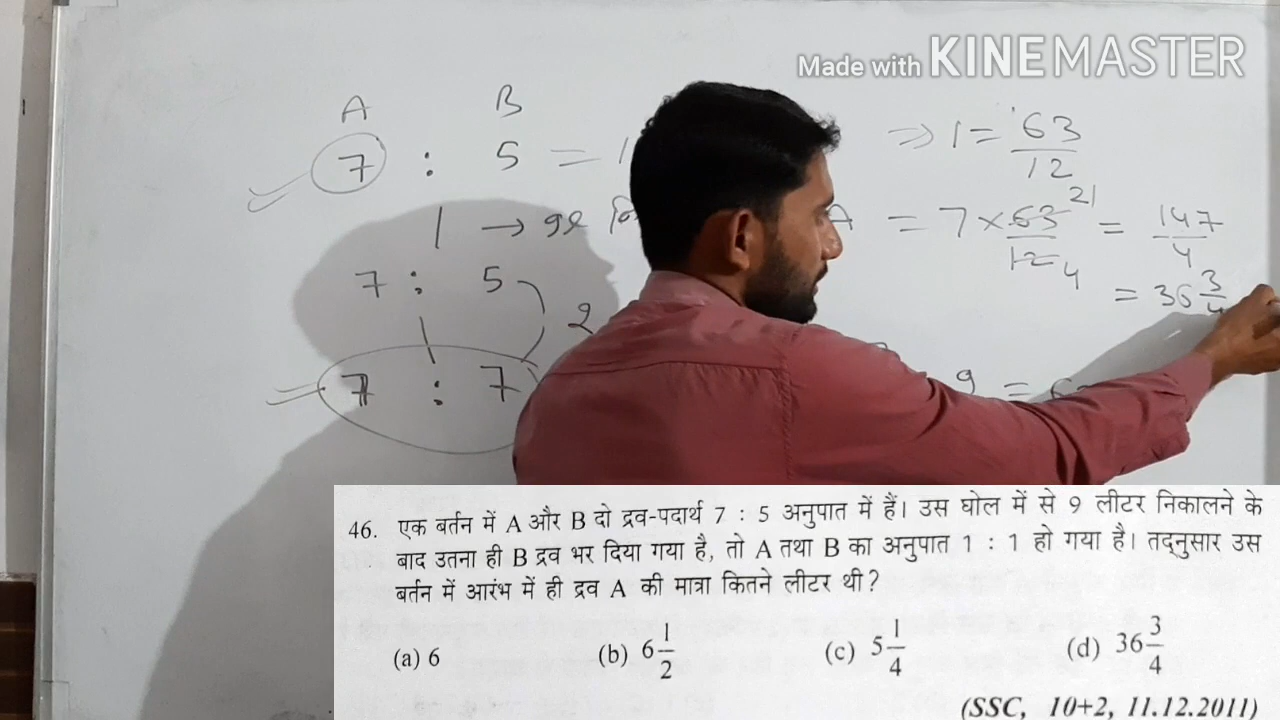 Made with KINEMASTER
A B
7 : 5 =
⇒ 1 = 63/12
A = 7 × 63/12 21 4 = 147/4
1 → 9
7 : 5
= 36 3/4
1 2
7 : 7
9 =
46. एक बर्तन में A और B दो द्रव-पदार्थ 7 : 5 अनुपात में हैं। उस घोल में से 9 लीटर निकालने के
बाद उतना ही B द्रव भर दिया गया है, तो A तथा B का अनुपात 1 : 1 हो गया है। तद्नुसार उस
बर्तन में आरंभ में ही द्रव A की मात्रा कितने लीटर थी?
(a) 6 (b) 6 1/2 (c) 5 1/4 (d) 36 3/4
(SSC, 10+2, 11.12.2011)